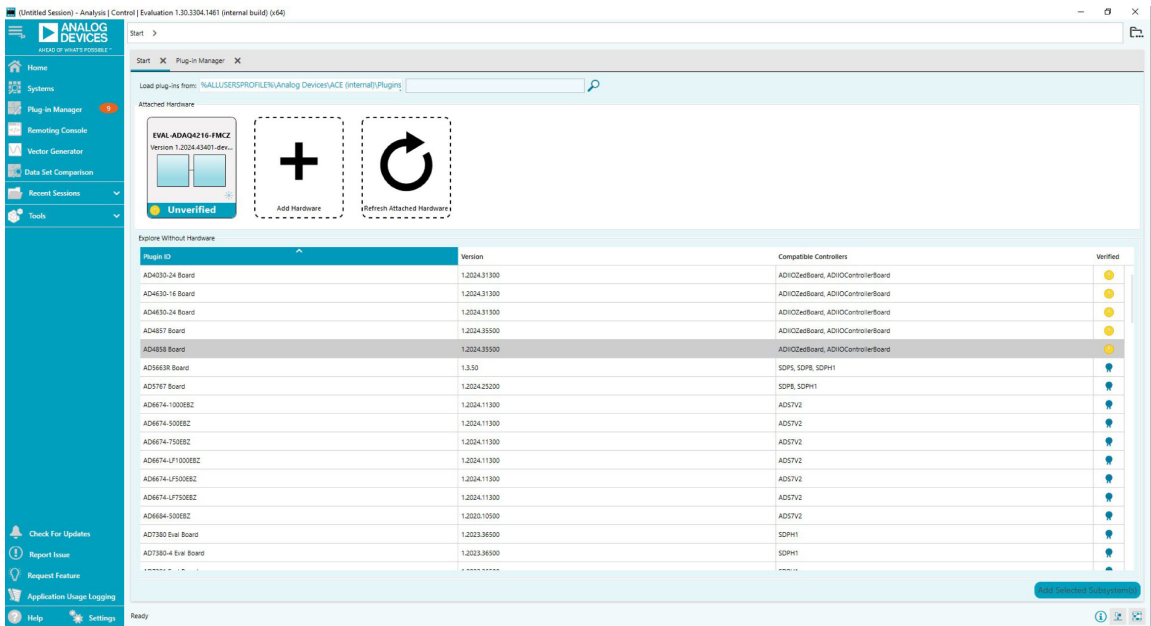 (Untitled Session) - Analysis | Control | Evaluation 1.30.3304.1461 (internal build) (x64)
ANALOG
DEVICES
AHEAD OF WHAT'S POSSIBLE™
Home
Systems
Plug-in Manager 9
Remoting Console
Vector Generator
Data Set Comparison
Recent Sessions
Tools
Check For Updates
Report Issue
Request Feature
Application Usage Logging
Help Settings
Start >
Start X Plug-in Manager X
Load plug-ins from: %ALLUSERSPROFILE%\Analog Devices\ACE (internal)\Plugins
Attached Hardware
EVAL-ADAQ4216-FMCZ
Version 1.2024.43401-dev...
Unverified
Add Hardware
Refresh Attached Hardware
Explore Without Hardware
Plugin ID Version Compatible Controllers Verified
AD4030-24 Board 1.2024.31300 ADIIOZedBoard, ADIIOControllerBoard
AD4630-16 Board 1.2024.31300 ADIIOZedBoard, ADIIOControllerBoard
AD4630-24 Board 1.2024.31300 ADIIOZedBoard, ADIIOControllerBoard
AD4857 Board 1.2024.35500 ADIIOZedBoard, ADIIOControllerBoard
AD4858 Board 1.2024.35500 ADIIOZedBoard, ADIIOControllerBoard
AD5663R Board 1.3.50 SDPS, SDPB, SDPH1
AD5767 Board 1.2024.25200 SDPB, SDPH1
AD6674-1000EBZ 1.2024.11300 ADS7V2
AD6674-500EBZ 1.2024.11300 ADS7V2
AD6674-750EBZ 1.2024.11300 ADS7V2
AD6674-LF1000EBZ 1.2024.11300 ADS7V2
AD6674-LF500EBZ 1.2024.11300 ADS7V2
AD6674-LF750EBZ 1.2024.11300 ADS7V2
AD6684-500EBZ 1.2020.10500 ADS7V2
AD7380 Eval Board 1.2023.36500 SDPH1
AD7380-4 Eval Board 1.2023.36500 SDPH1
Add Selected Subsystem(s)
Ready